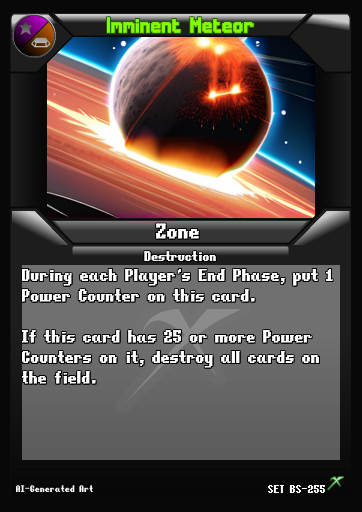 Imminent Meteor
Zone
Destruction
During each Player's End Phase, put 1
Power Counter on this card.
If this card has 25 or more Power
Counters on it, destroy all cards on
the field.
AI-Generated Art
SET BS-255